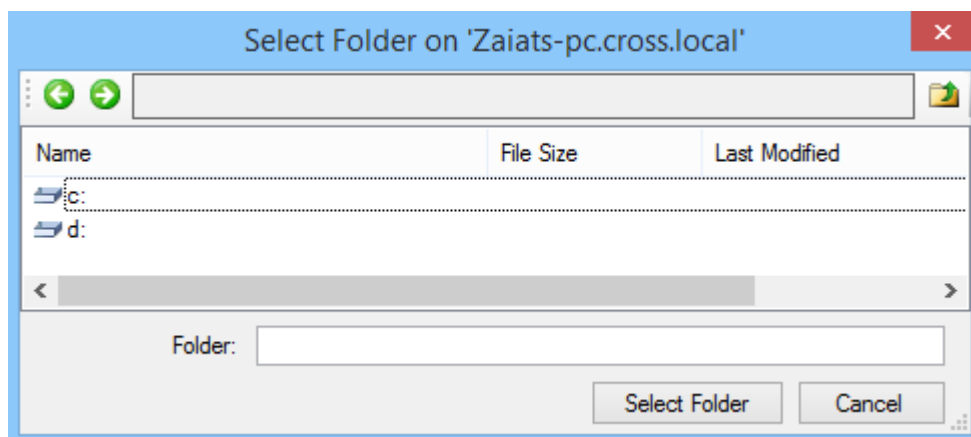 Select Folder on 'Zaiats-pc.cross.local'
Name File Size Last Modified
c:
d:
Folder:
Select Folder Cancel